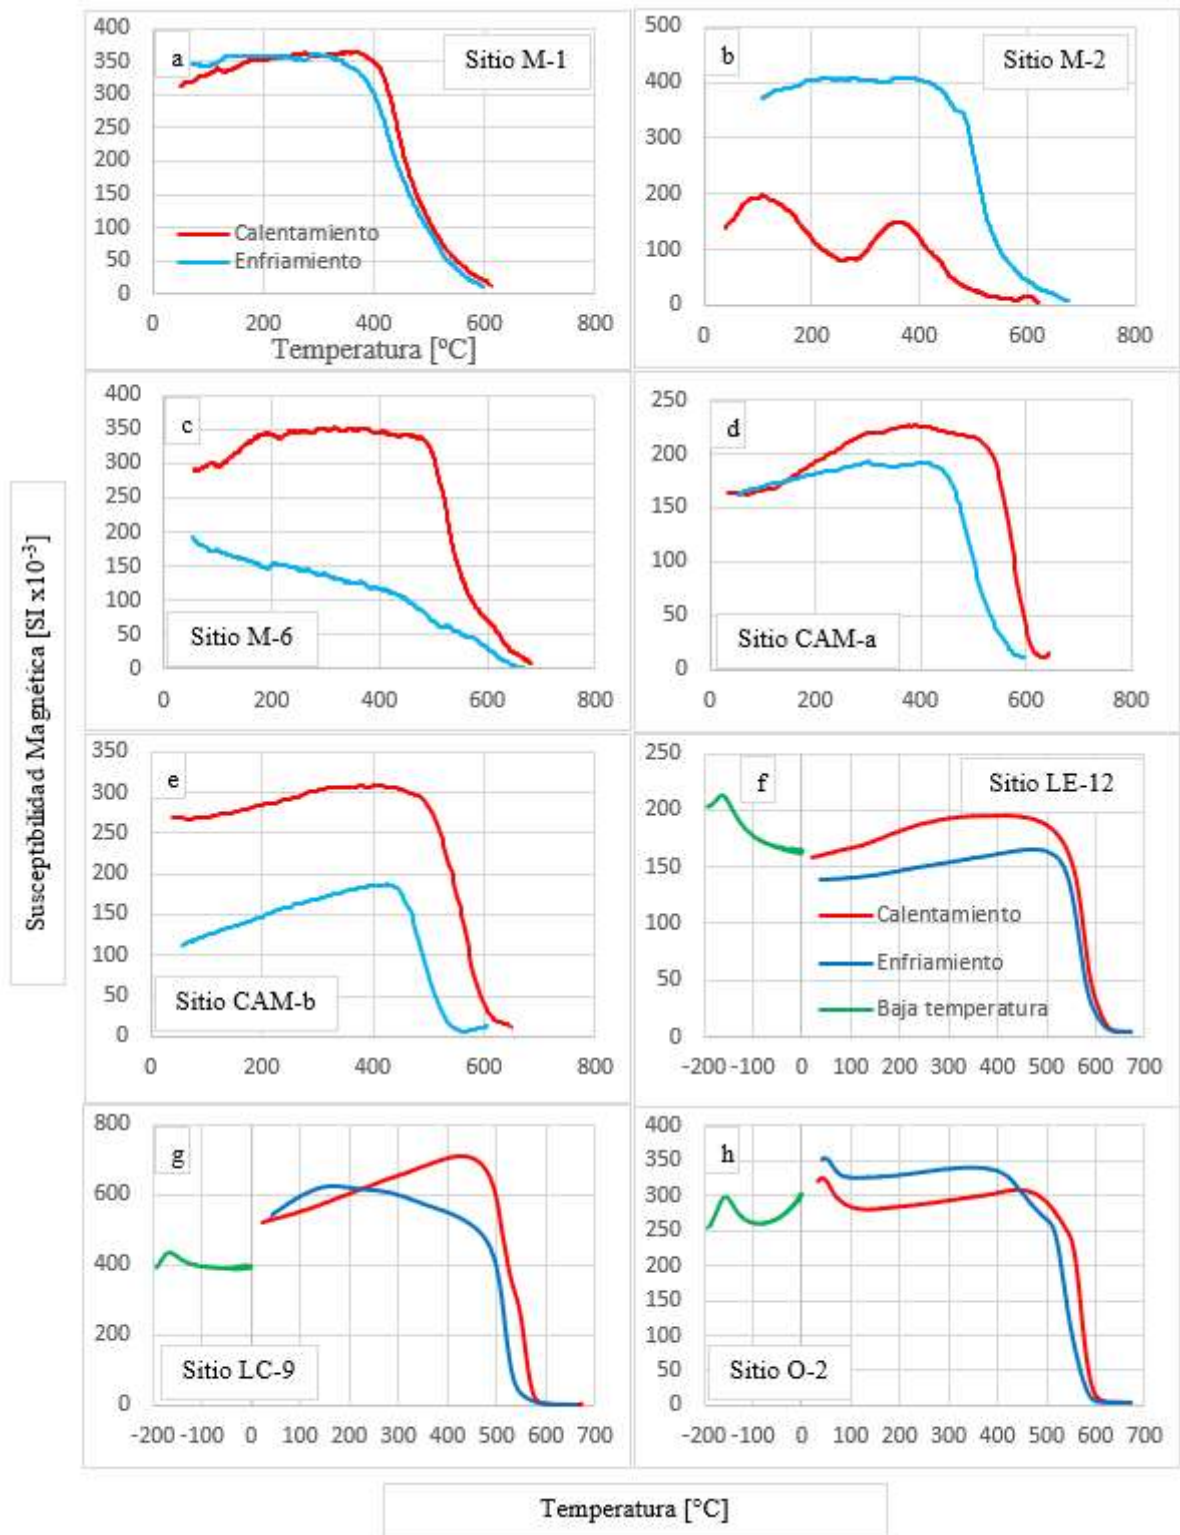 Susceptibilidad Magnética [SI x10⁻³]
400
350
300
250
200
150
100
50
0
a
Sitio M-1
Calentamiento
Enfriamiento
0 200 400 600 800
Temperatura [ºC]
500
400
300
200
100
0
b
Sitio M-2
0 200 400 600 800
400
350
300
250
200
150
100
50
0
c
Sitio M-6
0 200 400 600 800
250
200
150
100
50
0
d
Sitio CAM-a
0 200 400 600 800
350
300
250
200
150
100
50
0
e
Sitio CAM-b
0 200 400 600 800
250
200
150
100
50
0
f
Sitio LE-12
Calentamiento
Enfriamiento
Baja temperatura
-200 -100 0 100 200 300 400 500 600 700
800
600
400
200
0
g
Sitio LC-9
-200 -100 0 100 200 300 400 500 600 700
400
350
300
250
200
150
100
50
0
h
Sitio O-2
-200 -100 0 100 200 300 400 500 600 700
Temperatura [°C]